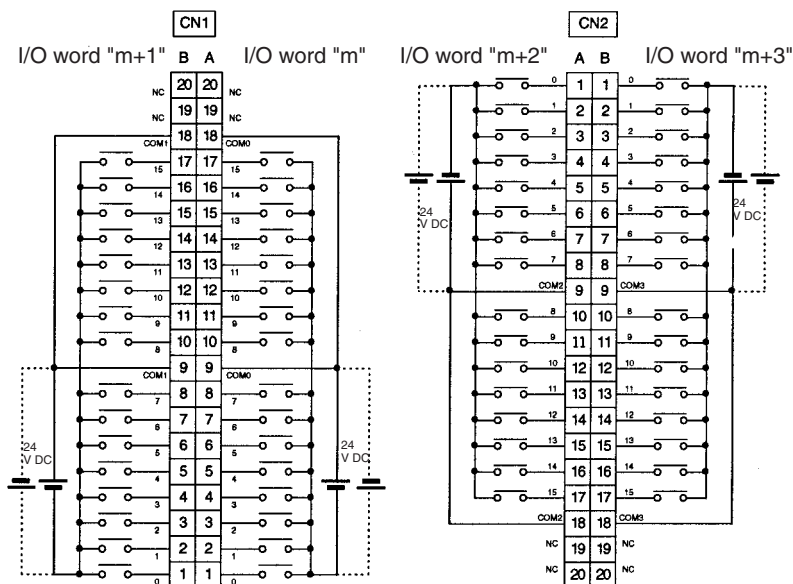 CN1
I/O word "m+1" B A I/O word "m"
NC 20 20 NC
NC 19 19 NC
COM1 18 18 COM0
15 17 17 15
14 16 16 14
13 15 15 13
12 14 14 12
11 13 13 11
10 12 12 10
9 11 11 9
8 10 10 8
COM1 9 9 COM0
7 8 8 7
6 7 7 6
5 6 6 5
4 5 5 4
3 4 4 3
2 3 3 2
1 2 2 1
0 1 1 0
24
V DC
24
V DC
CN2
I/O word "m+2" A B I/O word "m+3"
0 1 1 0
1 2 2 1
2 3 3 2
3 4 4 3
4 5 5 4
5 6 6 5
6 7 7 6
7 8 8 7
COM2 9 9 COM3
8 10 10 8
9 11 11 9
10 12 12 10
11 13 13 11
12 14 14 12
13 15 15 13
14 16 16 14
15 17 17 15
COM2 18 18 COM3
NC 19 19 NC
NC 20 20 NC
24
V DC
24
V DC